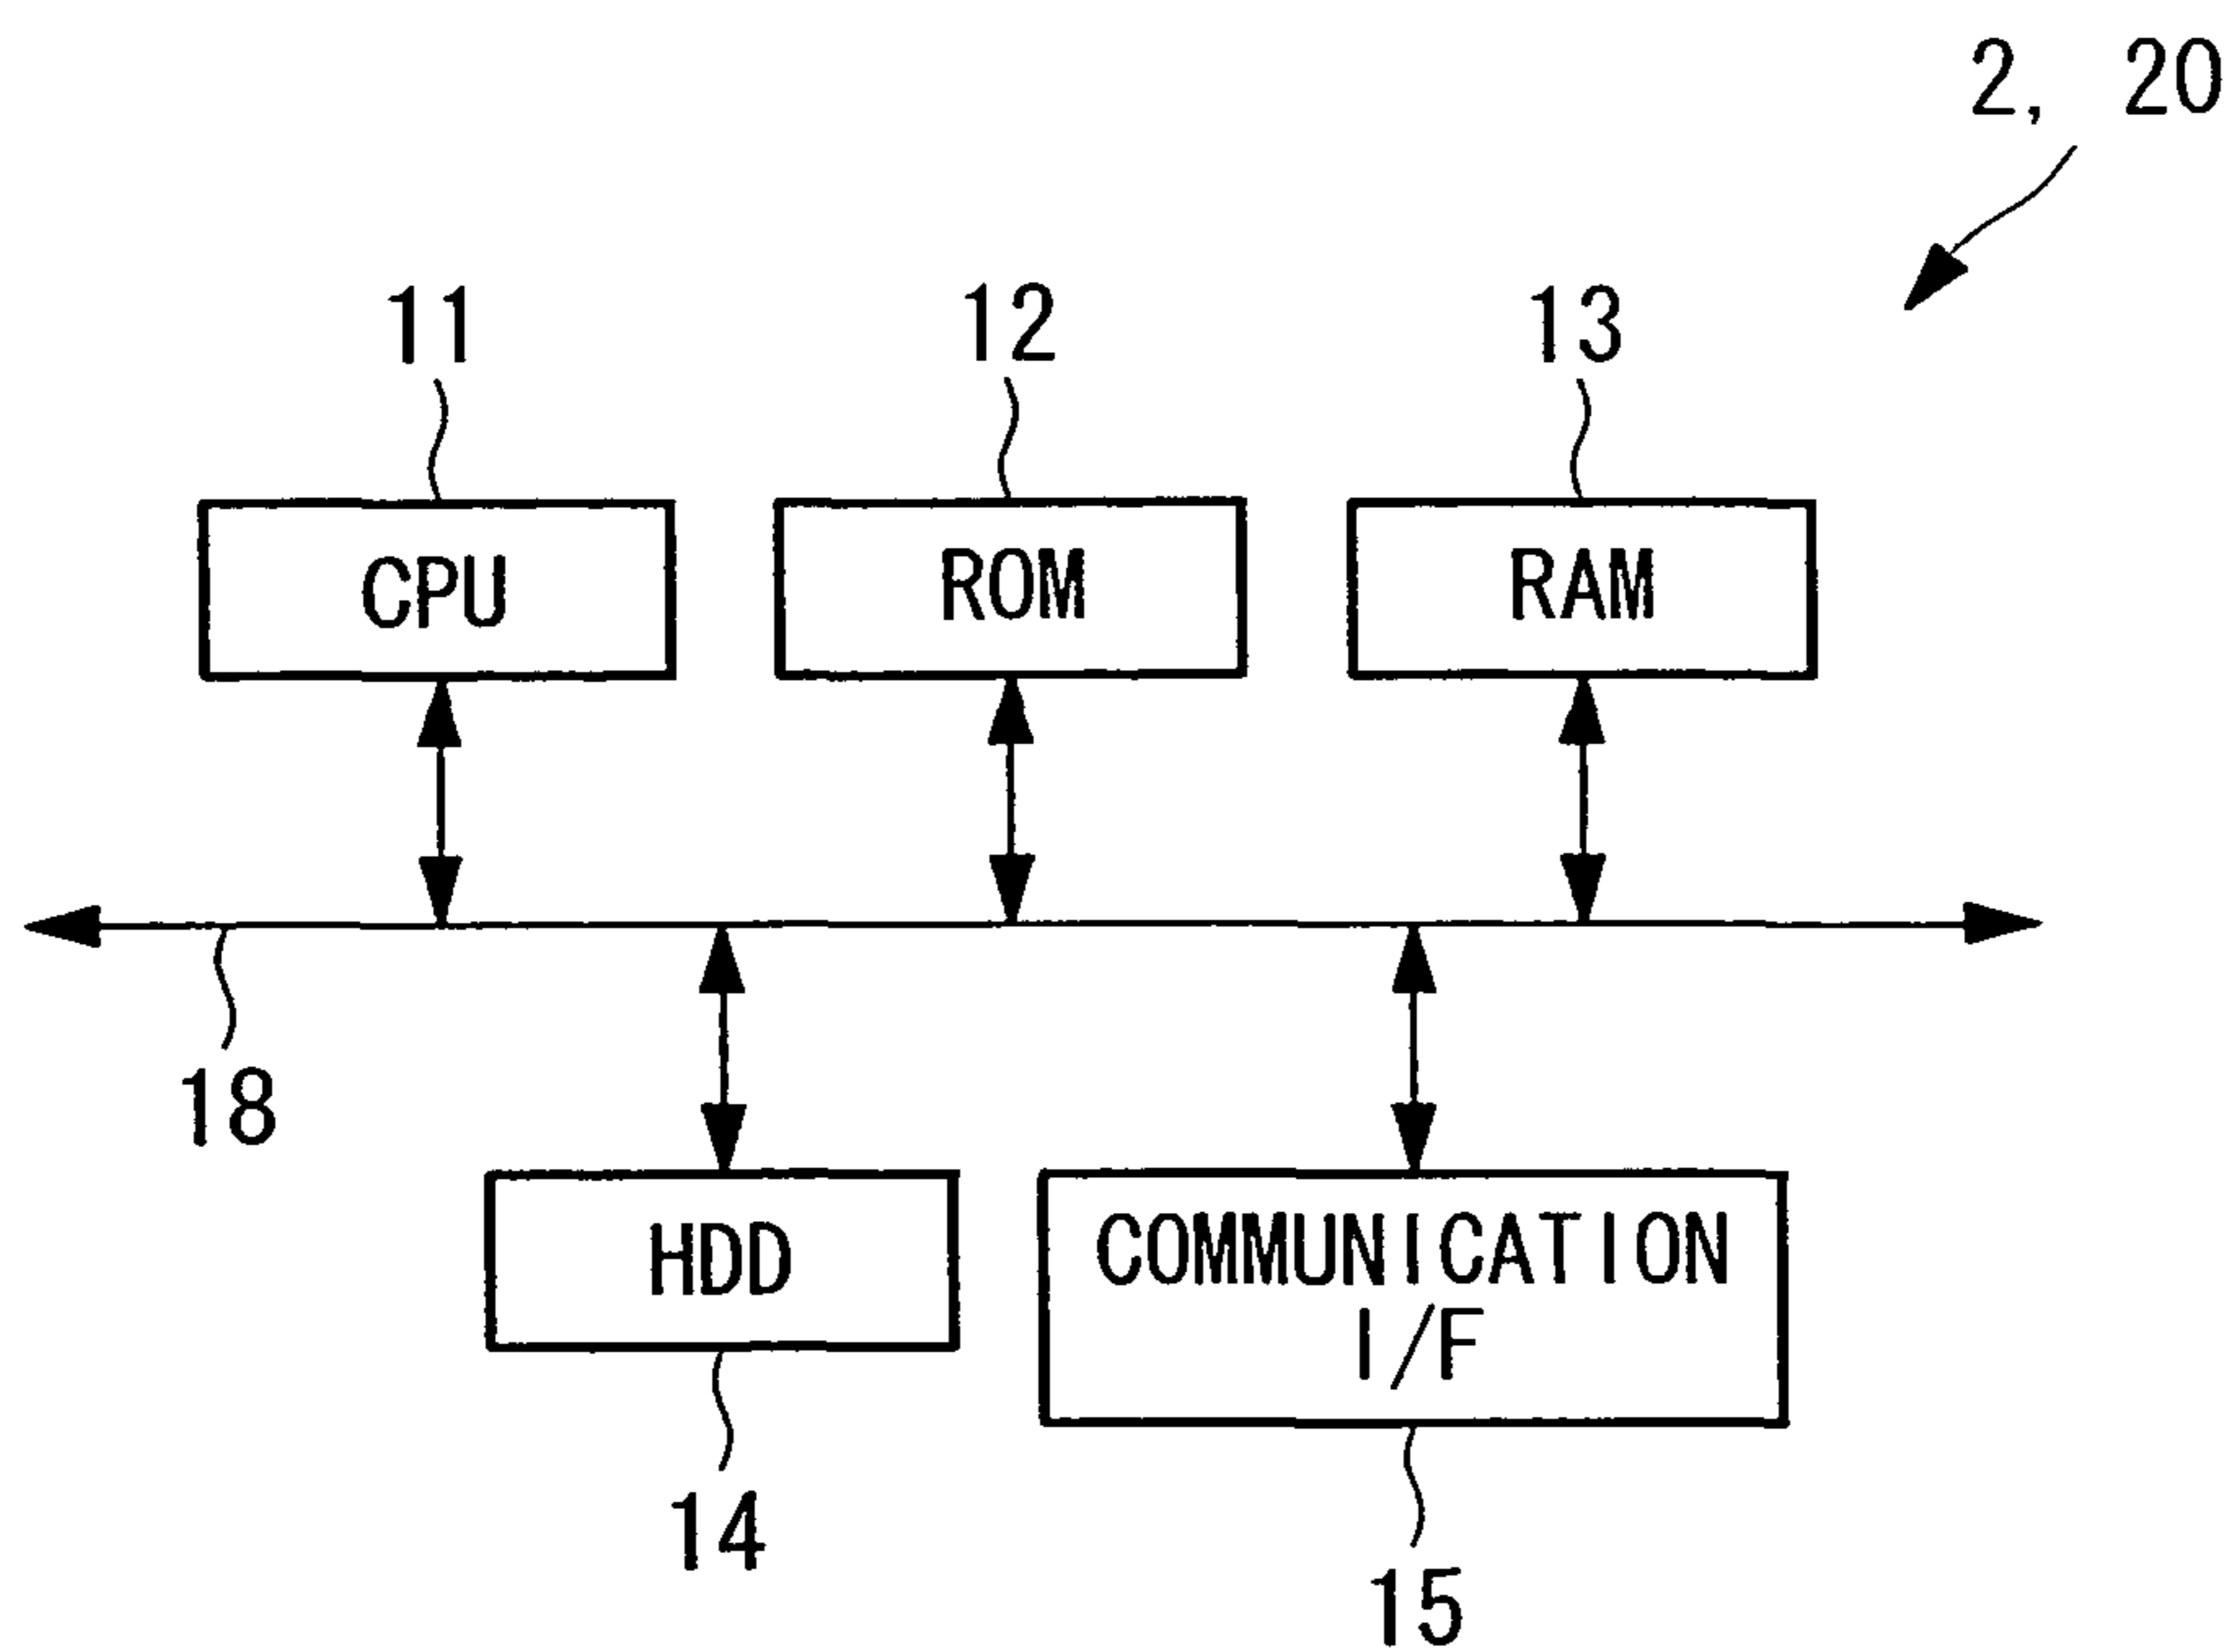 2, 20
11
12
13
CPU
ROM
RAM
18
HDD
COMMUNICATION
I/F
14
15